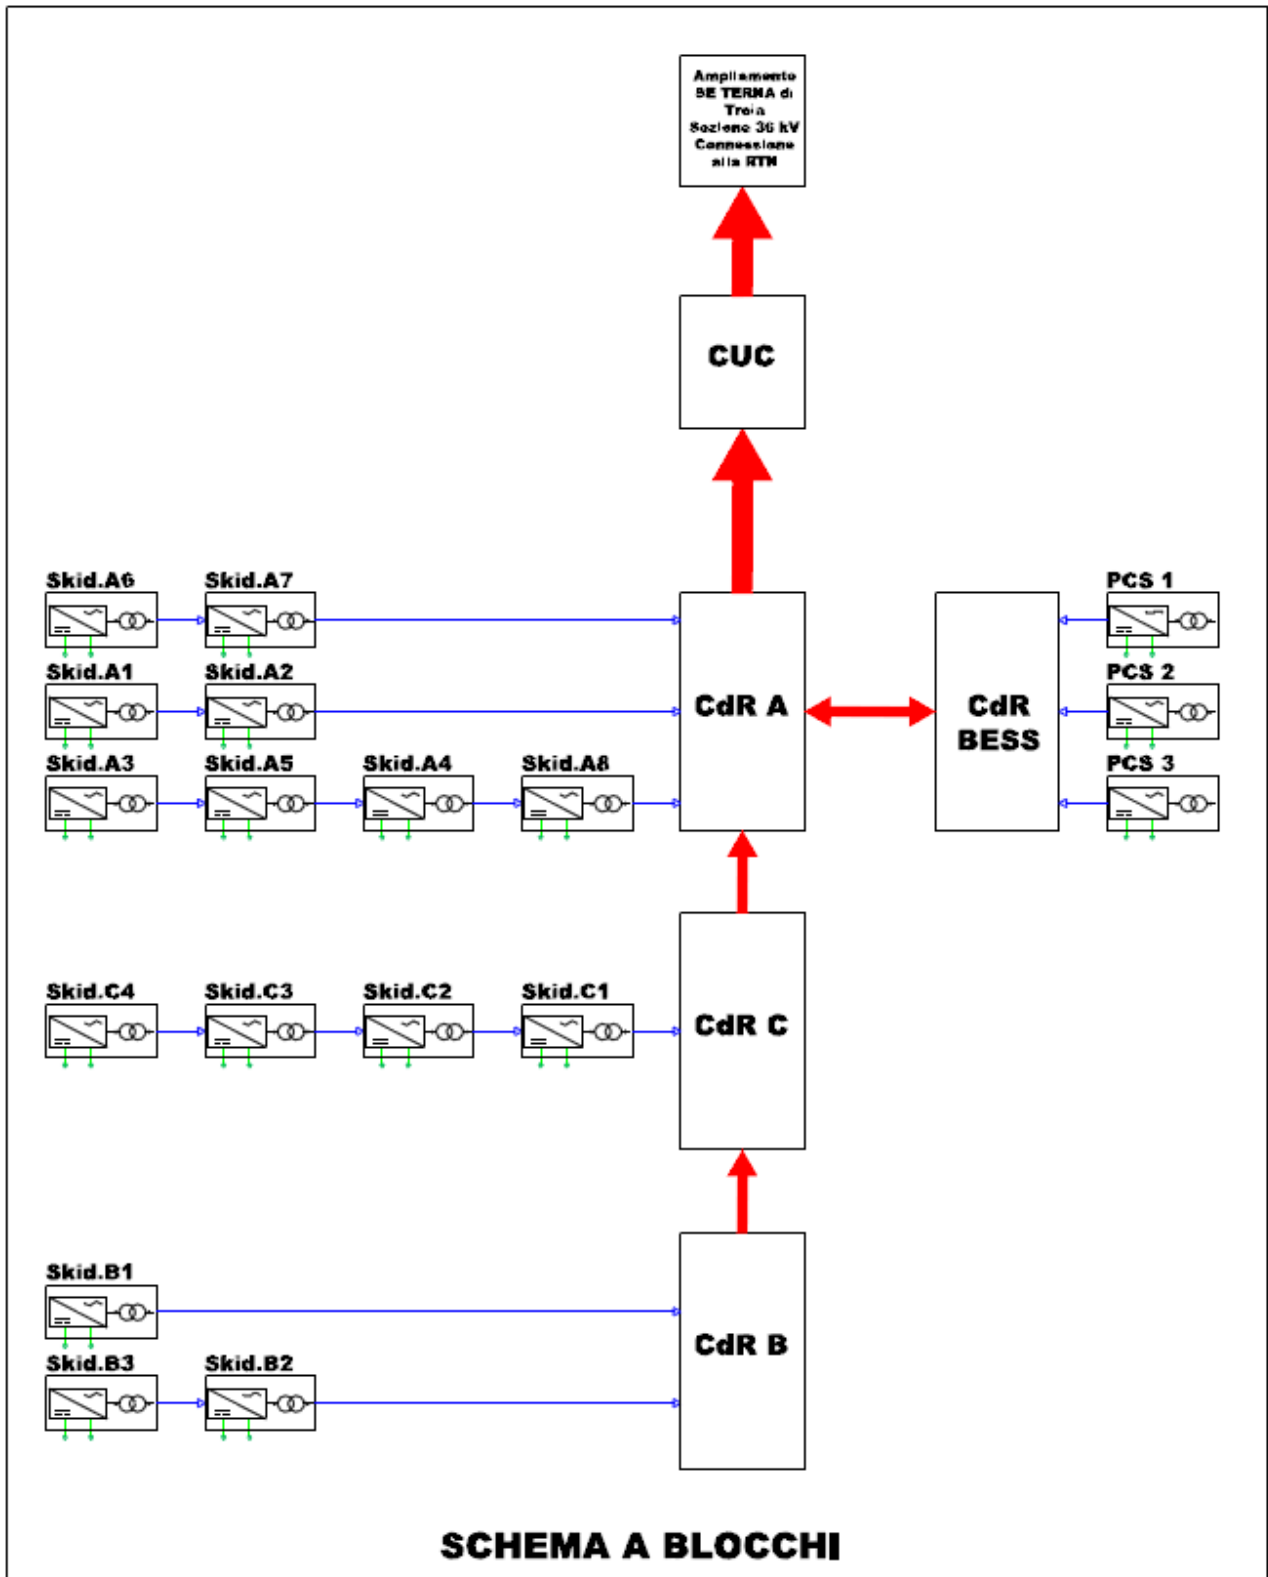 Ampliamento
SE TERNA di
Troia
Sezione 36 kV
Connessione
alla RTN
CUC
Skid.A6
Skid.A7
PCS 1
Skid.A1
Skid.A2
CdR A
CdR
BESS
PCS 2
Skid.A3
Skid.A5
Skid.A4
Skid.A8
PCS 3
Skid.C4
Skid.C3
Skid.C2
Skid.C1
CdR C
Skid.B1
CdR B
Skid.B3
Skid.B2
SCHEMA A BLOCCHI